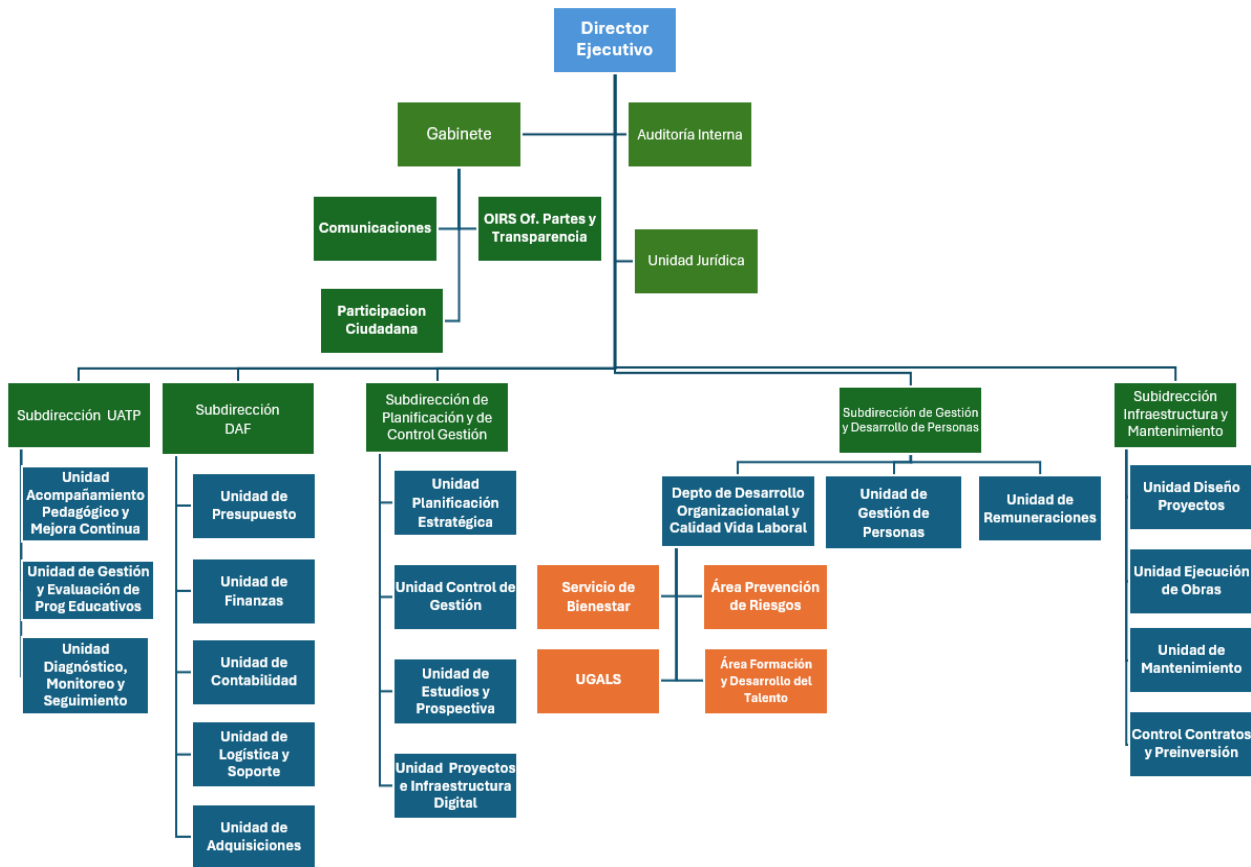 Director
Ejecutivo
Gabinete
Auditoría Interna
Comunicaciones
OIRS Of. Partes y
Transparencia
Unidad Jurídica
Participacion
Ciudadana
Subdirección UATP
Subdirección
DAF
Subdirección de
Planificación y de
Control Gestión
Subdirección de Gestión
y Desarrollo de Personas
Subidrección
Infraestructura y
Mantenimiento
Unidad
Acompañamiento
Pedagógico y
Mejora Continua
Unidad de Gestión
y Evaluación de
Prog Educativos
Unidad
Diagnóstico,
Monitoreo y
Seguimiento
Unidad de
Presupuesto
Unidad de
Finanzas
Unidad de
Contabilidad
Unidad de
Logística y
Soporte
Unidad de
Adquisiciones
Unidad
Planificación
Estratégica
Unidad Control de
Gestión
Unidad de
Estudios y
Prospectiva
Unidad Proyectos
e Infraestructura
Digital
Depto de Desarrollo
Organizacionalal y
Calidad Vida Laboral
Unidad de
Gestión de
Personas
Unidad de
Remuneraciones
Servicio de
Bienestar
Área Prevención
de Riesgos
UGALS
Área Formación
y Desarrollo del
Talento
Unidad Diseño
Proyectos
Unidad Ejecución
de Obras
Unidad de
Mantenimiento
Control Contratos
y Preinversión